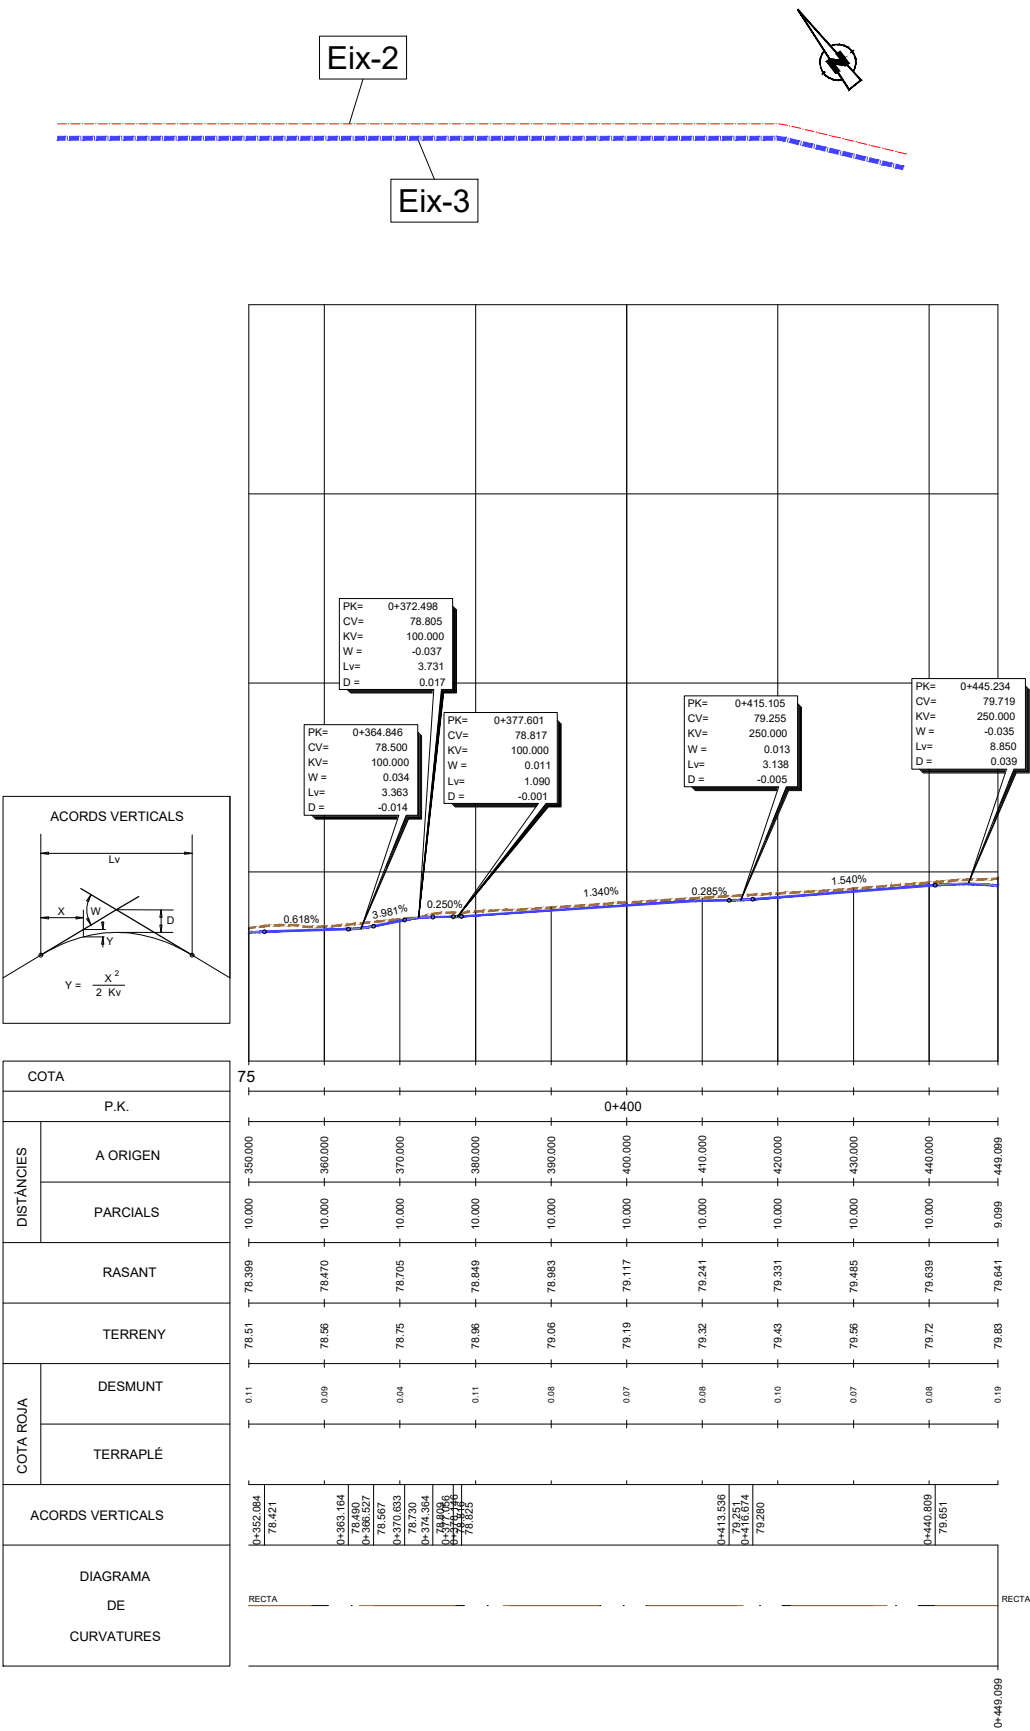 Eix-2
Eix-3
PK= 0+372.498
CV= 78.805
KV= 100.000
W = -0.037
Lv= 3.731
D = 0.017
PK= 0+364.846
CV= 78.500
KV= 100.000
W = 0.034
Lv= 3.363
D = -0.014
PK= 0+377.601
CV= 78.817
KV= 100.000
W = 0.011
Lv= 1.090
D = -0.001
PK= 0+415.105
CV= 79.255
KV= 250.000
W = 0.013
Lv= 3.138
D = -0.005
PK= 0+445.234
CV= 79.719
KV= 250.000
W = -0.035
Lv= 8.850
D = 0.039
0.618%
3.981%
0.250%
1.340%
0.285%
1.540%
ACORDS VERTICALS
Lv
X
W
D
Y
Y = X 2
2 Kv
COTA 75
P.K. 0+400
DISTÀNCIES
A ORIGEN 350.000 360.000 370.000 380.000 390.000 400.000 410.000 420.000 430.000 440.000 449.099
PARCIALS 10.000 10.000 10.000 10.000 10.000 10.000 10.000 10.000 10.000 10.000 9.099
RASANT 78.399 78.470 78.705 78.849 78.983 79.117 79.241 79.331 79.485 79.639 79.641
TERRENY 78.51 78.56 78.75 78.96 79.06 79.19 79.32 79.43 79.56 79.72 79.83
COTA ROJA
DESMUNT 0.11 0.09 0.04 0.11 0.08 0.07 0.08 0.10 0.07 0.08 0.19
TERRAPLÉ
ACORDS VERTICALS
0+352.084
78.421
0+363.164
78.490
0+366.527
78.567
0+370.633
78.730
0+374.364
78.825
0+413.536
79.251
0+416.674
79.280
0+440.809
79.651
DIAGRAMA
DE
CURVATURES
RECTA
RECTA
0+449.099